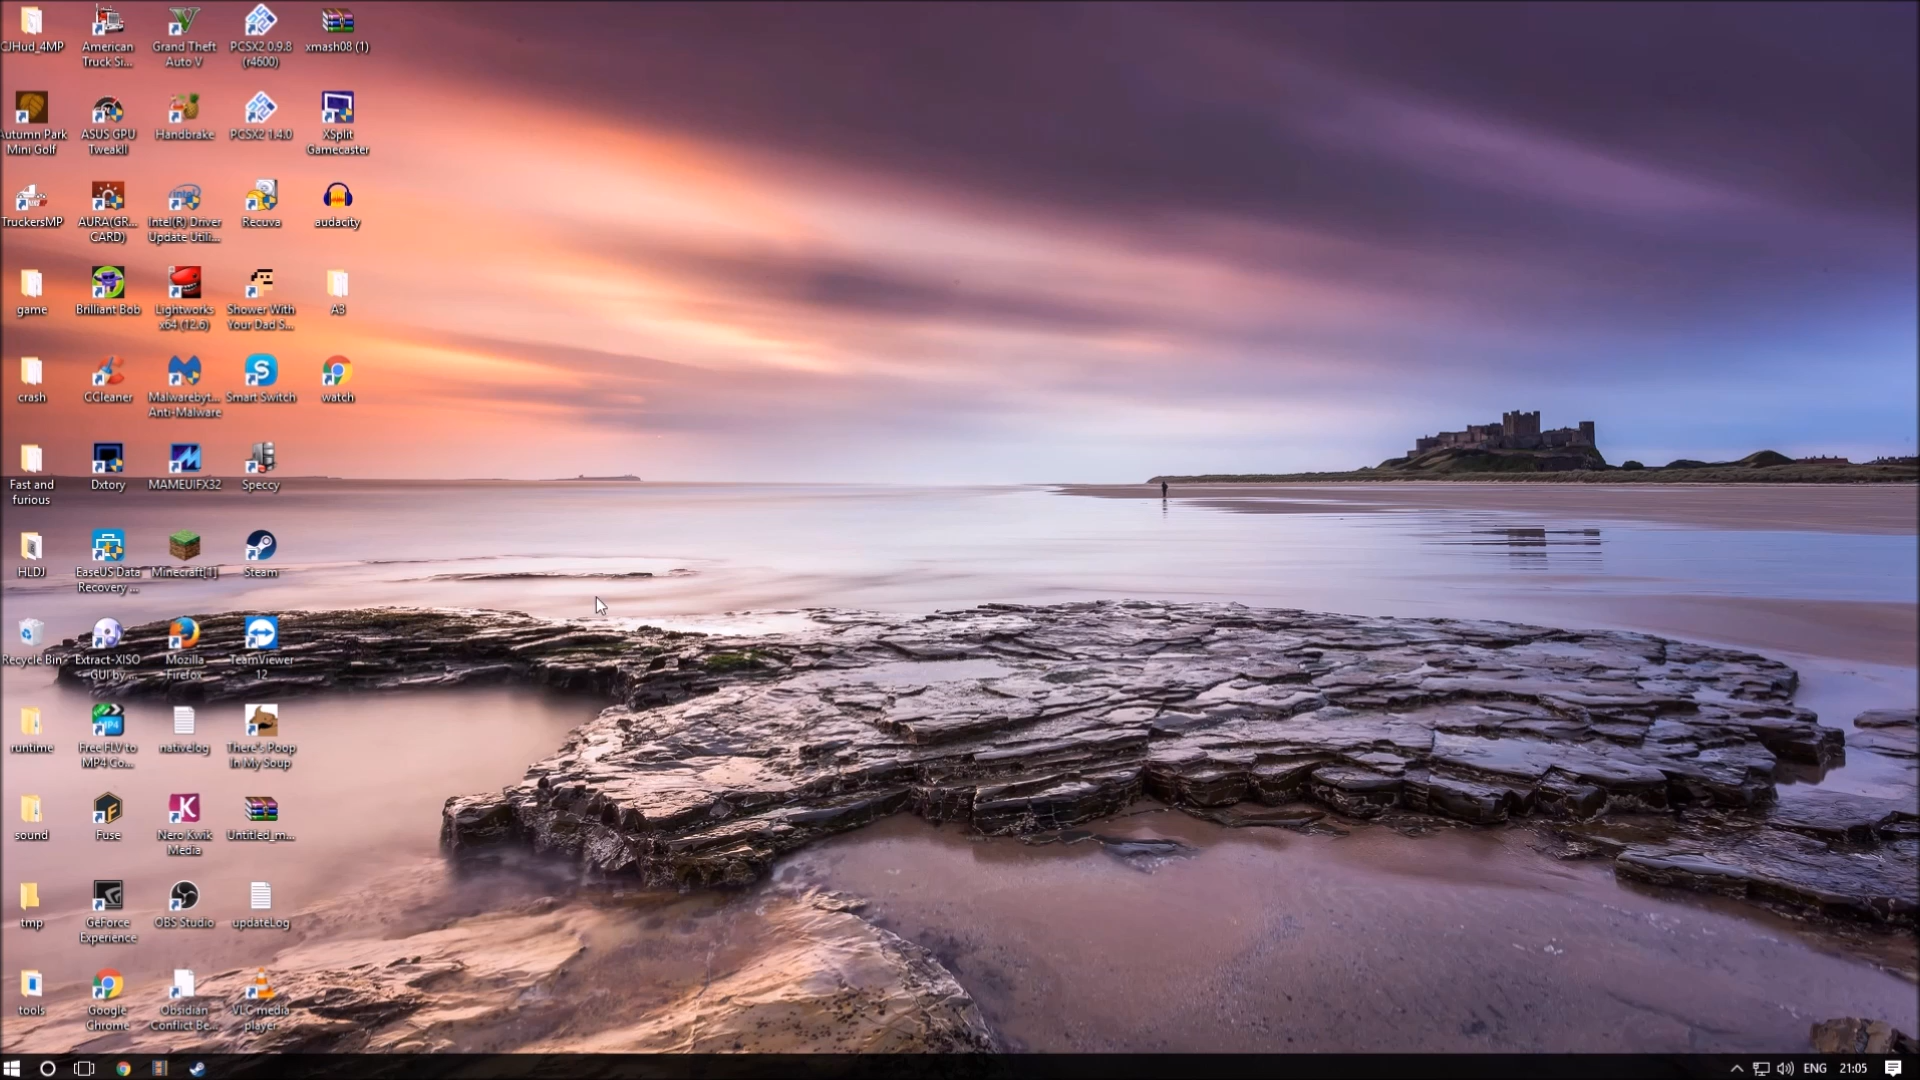 CJHud_4MP
American
Truck Si...
Grand Theft
Auto V
PCSX2 0.9.8
(r4600)
xmash08 (1)
Autumn Park
Mini Golf
ASUS GPU
TweakII
Handbrake
PCSX2 1.4.0
XSplit
Gamecaster
TruckersMP
AURA(GR...
CARD)
Intel(R) Driver
Update Utili...
Recuva
audacity
game
Brilliant Bob
Lightworks
x64 (12.6)
Shower With
Your Dad S...
A3
crash
CCleaner
Malwarebyt...
Anti-Malware
Smart Switch
watch
Fast and
furious
Dxtory
MAMEUIFX32
Speccy
HLDJ
EaseUS Data
Recovery ...
Minecraft[1]
Steam
Recycle Bin
Extract-XISO
GUI by ...
Mozilla
Firefox
TeamViewer
12
runtime
Free FLV to
MP4 Co...
nativelog
There's Poop
In My Soup
sound
Fuse
Nero Kwik
Media
Untitled_m...
tmp
GeForce
Experience
OBS Studio
updateLog
tools
Google
Chrome
Obsidian
Conflict Be...
VLC media
player
ENG
21:05